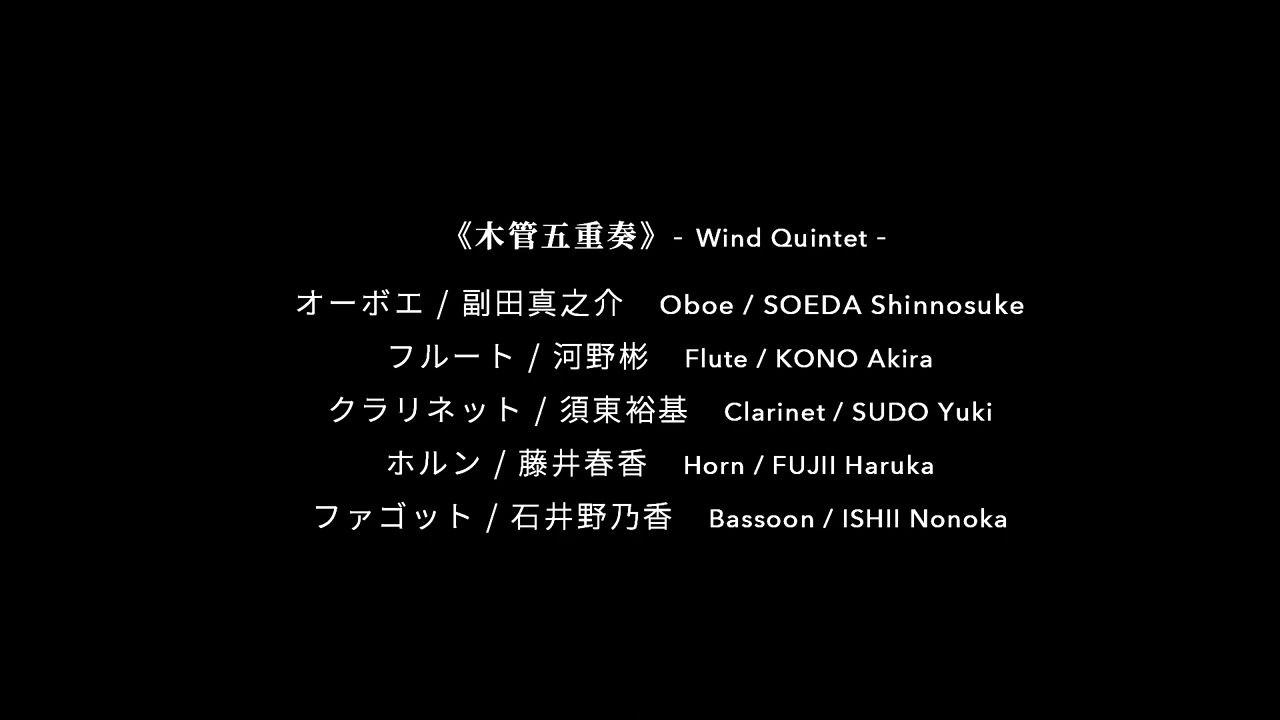 《木管五重奏》- Wind Quintet -
オーボエ / 副田真之介 Oboe / SOEDA Shinnosuke
フルート / 河野彬 Flute / KONO Akira
クラリネット / 須東裕基 Clarinet / SUDO Yuki
ホルン / 藤井春香 Horn / FUJII Haruka
ファゴット / 石井野乃香 Bassoon / ISHII Nonoka